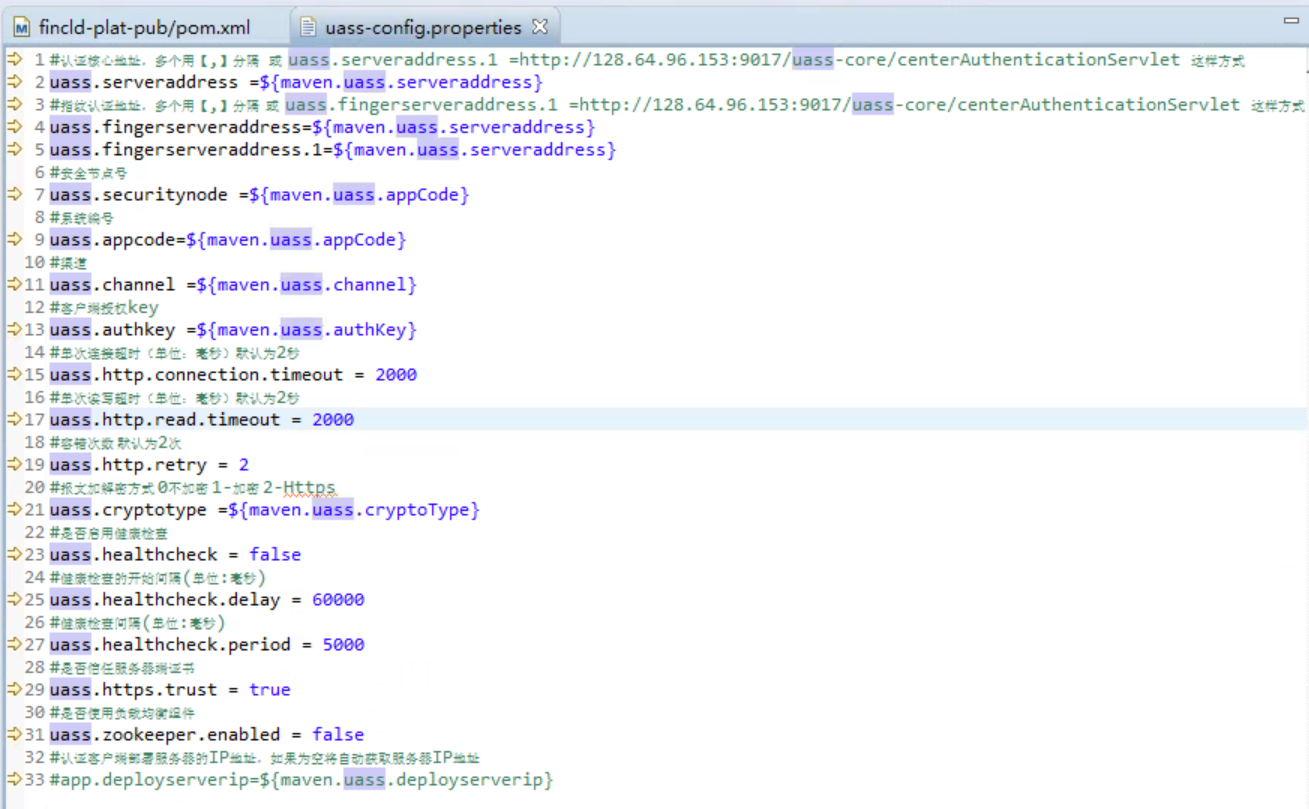 fincld-plat-pub/pom.xml uass-config.properties
1 #认证核心地址，多个用【,】分隔 或 uass.serveraddress.1 =http://128.64.96.153:9017/uass-core/centerAuthenticationServlet 这样方式
2 uass.serveraddress =${maven.uass.serveraddress}
3 #指纹认证地址，多个用【,】分隔 或 uass.fingerserveraddress.1 =http://128.64.96.153:9017/uass-core/centerAuthenticationServlet 这样方式
4 uass.fingerserveraddress=${maven.uass.serveraddress}
5 uass.fingerserveraddress.1=${maven.uass.serveraddress}
6 #安全节点号
7 uass.securitynode =${maven.uass.appCode}
8 #系统编号
9 uass.appcode=${maven.uass.appCode}
10 #渠道
11 uass.channel =${maven.uass.channel}
12 #客户端授权key
13 uass.authkey =${maven.uass.authKey}
14 #单次连接超时（单位：毫秒）默认为2秒
15 uass.http.connection.timeout = 2000
16 #单次读写超时（单位：毫秒）默认为2秒
17 uass.http.read.timeout = 2000
18 #容错次数 默认为2次
19 uass.http.retry = 2
20 #报文加解密方式 0不加密 1-加密 2-Https
21 uass.cryptotype =${maven.uass.cryptoType}
22 #是否启用健康检查
23 uass.healthcheck = false
24 #健康检查的开始间隔(单位:毫秒)
25 uass.healthcheck.delay = 60000
26 #健康检查间隔(单位:毫秒)
27 uass.healthcheck.period = 5000
28 #是否信任服务器端证书
29 uass.https.trust = true
30 #是否使用负载均衡组件
31 uass.zookeeper.enabled = false
32 #认证客户端部署服务器的IP地址，如果为空将自动获取服务器IP地址
33 #app.deployserverip=${maven.uass.deployserverip}